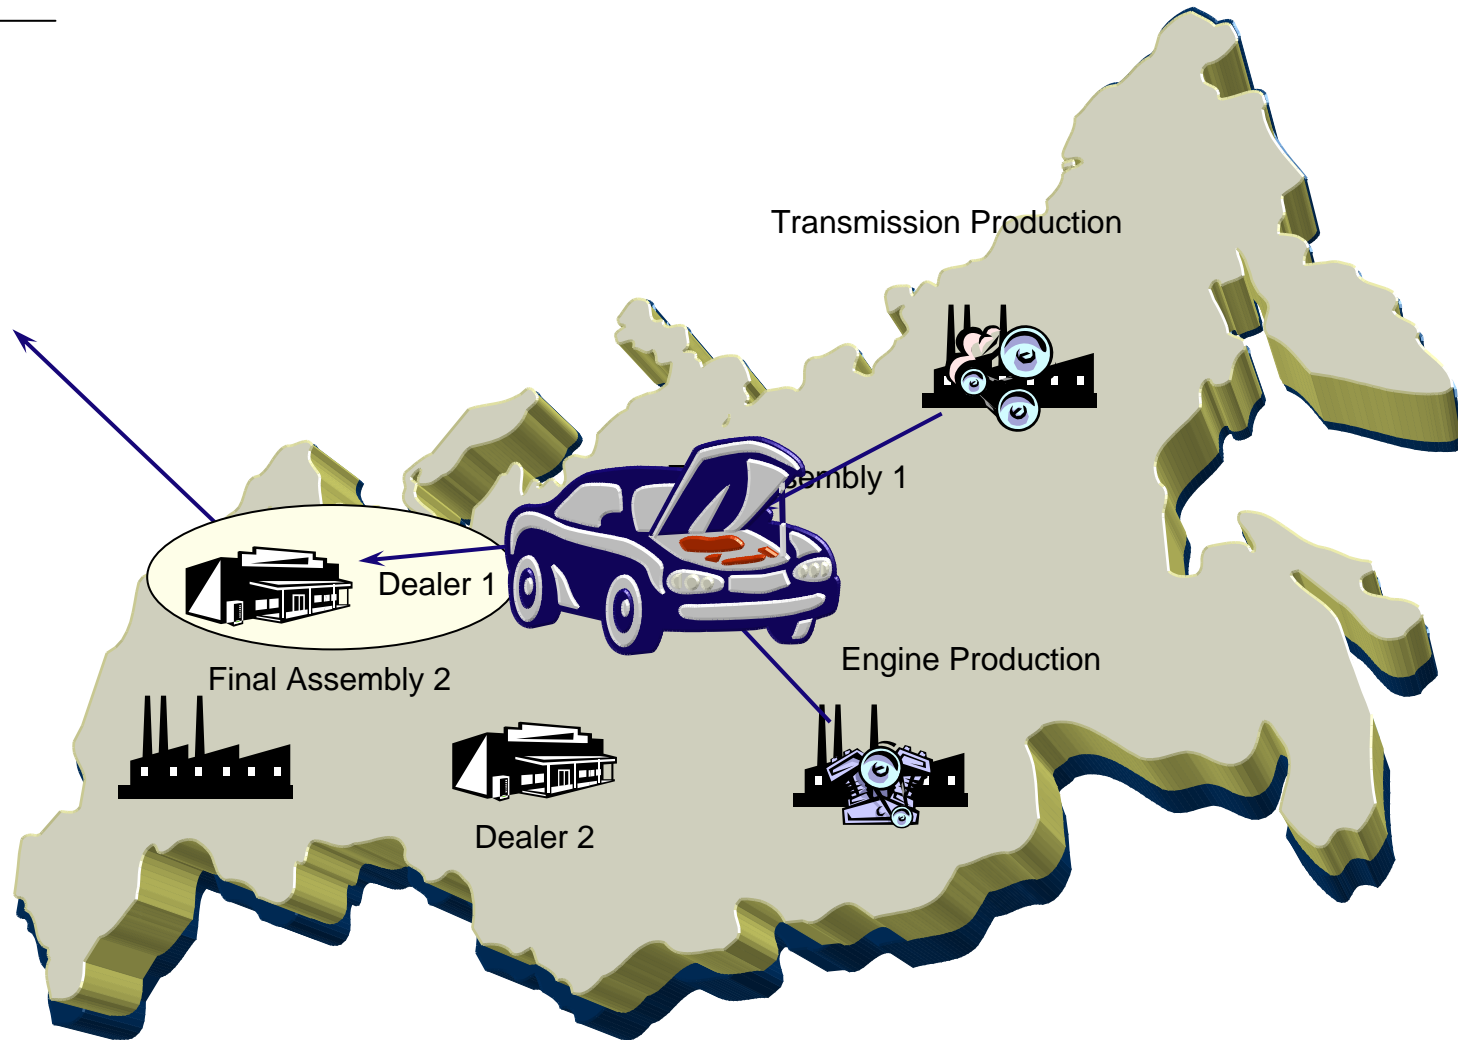 Transmission Production
sembly 1
Dealer 1
Engine Production
Final Assembly 2
Dealer 2